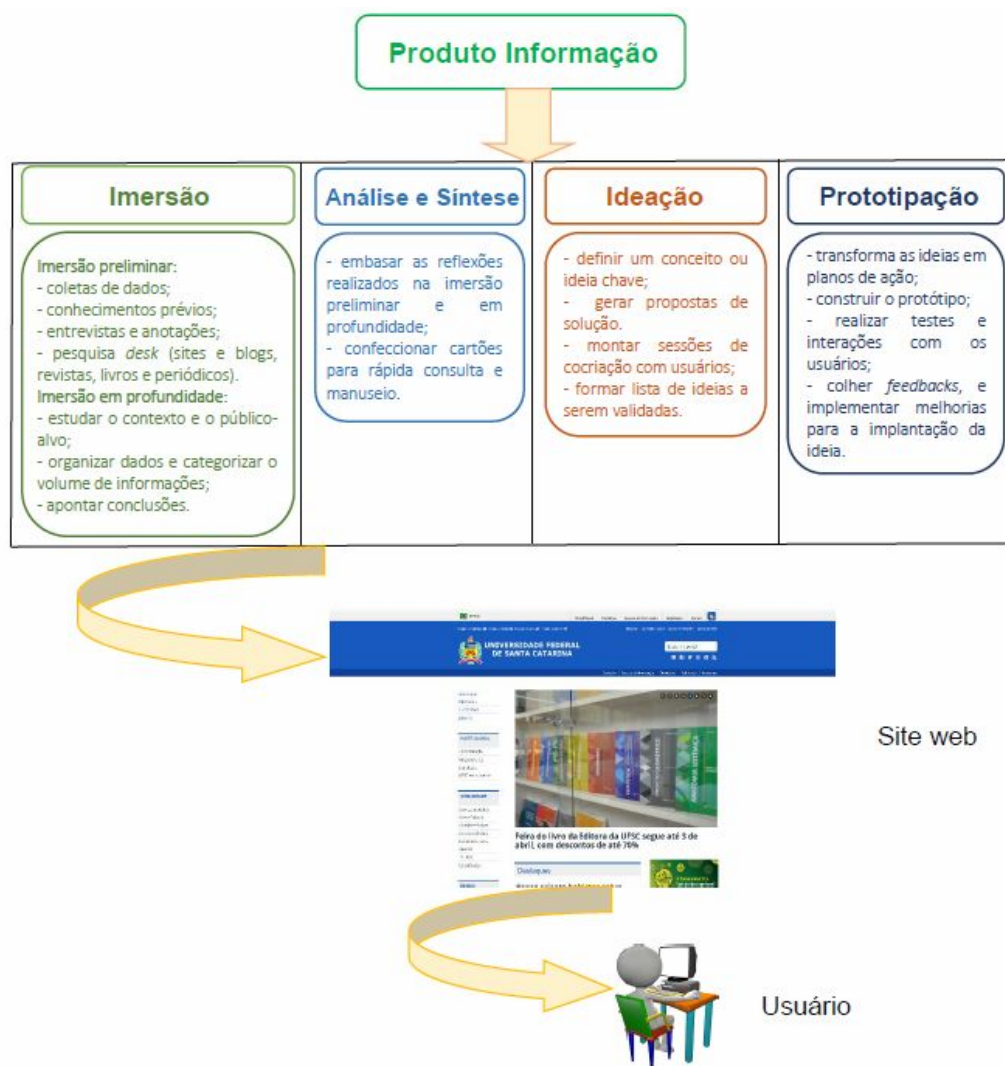 Produto Informação
Imersão
Imersão preliminar:
- coletas de dados;
- conhecimentos prévios;
- entrevistas e anotações;
- pesquisa desk (sites e blogs,
revistas, livros e periódicos).
Imersão em profundidade:
- estudar o contexto e o público-
alvo;
- organizar dados e categorizar o
volume de informações;
- apontar conclusões.
Análise e Síntese
- embasar as reflexões
realizados na imersão
preliminar e em
profundidade;
- confeccionar cartões
para rápida consulta e
manuseio.
Ideação
- definir um conceito ou
ideia chave;
- gerar propostas de
solução.
- montar sessões de
cocriação com usuários;
- formar lista de ideias a
serem validadas.
Prototipação
- transforma as ideias em
planos de ação;
- construir o protótipo;
- realizar testes e
interações com os
usuários;
- colher feedbacks, e
implementar melhorias
para a implantação da
ideia.
UNIVERSIDADE FEDERAL
DE SANTA CATARINA
Feira do livro da Editora da UFSC segue até 3 de
abril, com descontos de até 70%
Destaques
Site web
Usuário